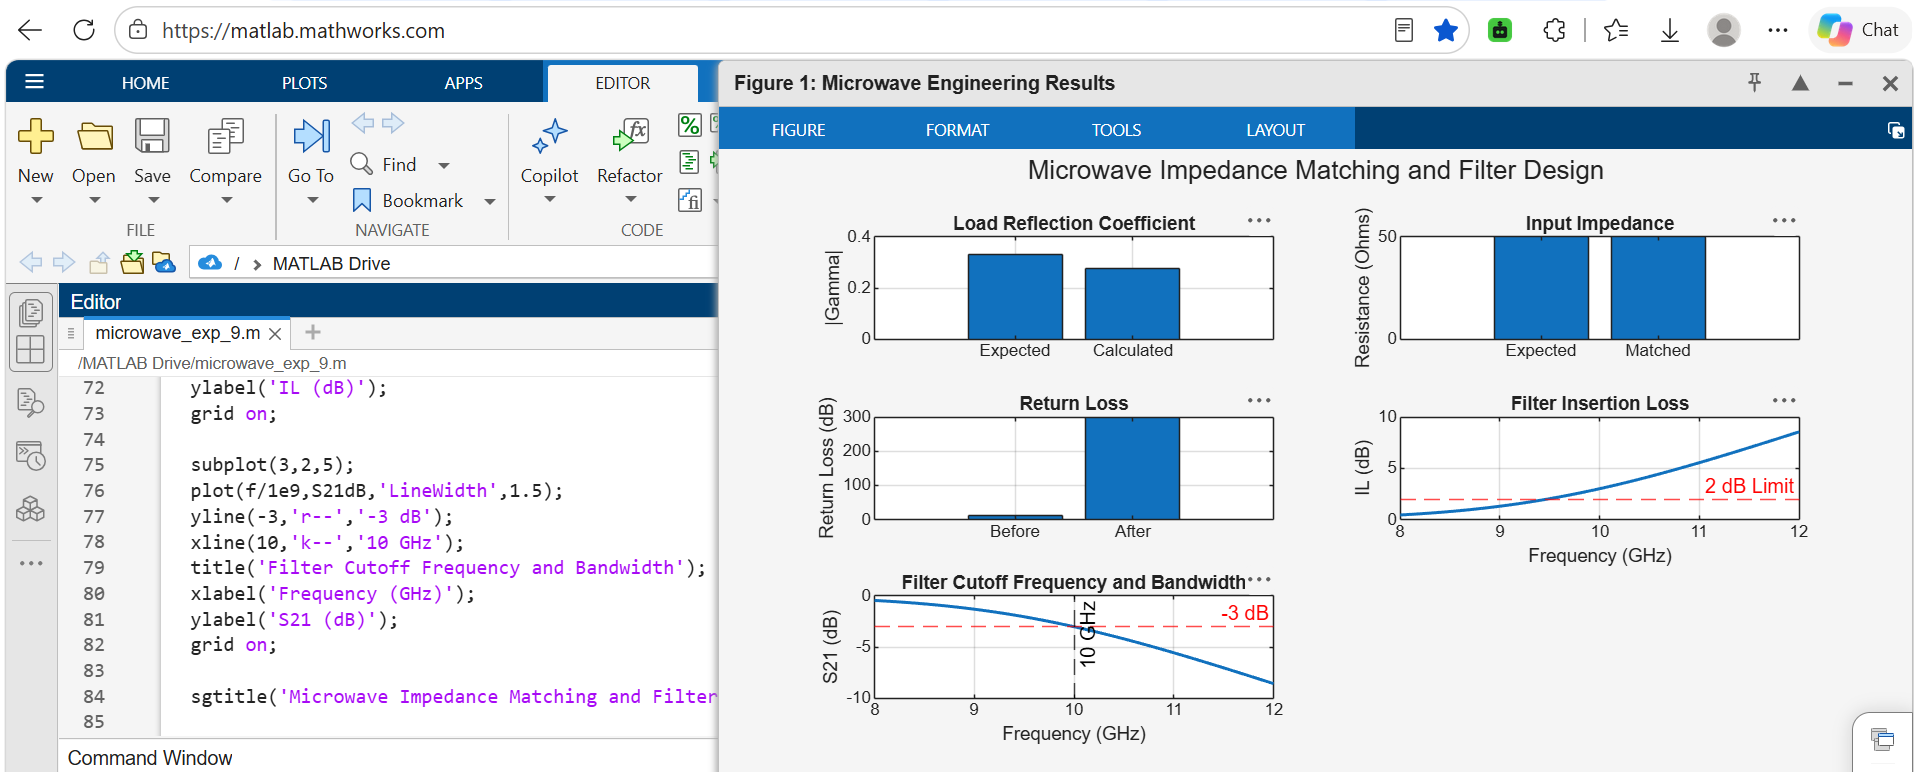 https://matlab.mathworks.com
Chat
HOME PLOTS APPS EDITOR
New Open Save Compare
FILE
Go To Find Bookmark
NAVIGATE
Copilot Refactor
CODE
/ > MATLAB Drive
Editor
microwave_exp_9.m
/MATLAB Drive/microwave_exp_9.m
72 ylabel('IL (dB)');
73 grid on;
74
75 subplot(3,2,5);
76 plot(f/1e9,S21dB,'LineWidth',1.5);
77 yline(-3,'r--','-3 dB');
78 xline(10,'k--','10 GHz');
79 title('Filter Cutoff Frequency and Bandwidth');
80 xlabel('Frequency (GHz)');
81 ylabel('S21 (dB)');
82 grid on;
83
84 sgtitle('Microwave Impedance Matching and Filter
85
Command Window
Figure 1: Microwave Engineering Results
FIGURE FORMAT TOOLS LAYOUT
Microwave Impedance Matching and Filter Design
Load Reflection Coefficient
|Gamma|
0.4
0.2
0
Expected Calculated
Input Impedance
Resistance (Ohms)
50
0
Expected Matched
Return Loss
Return Loss (dB)
300
200
100
0
Before After
Filter Insertion Loss
IL (dB)
10
5
0
2 dB Limit
8 9 10 11 12
Frequency (GHz)
Filter Cutoff Frequency and Bandwidth
S21 (dB)
0
-5
-10
-3 dB
10 GHz
8 9 10 11 12
Frequency (GHz)